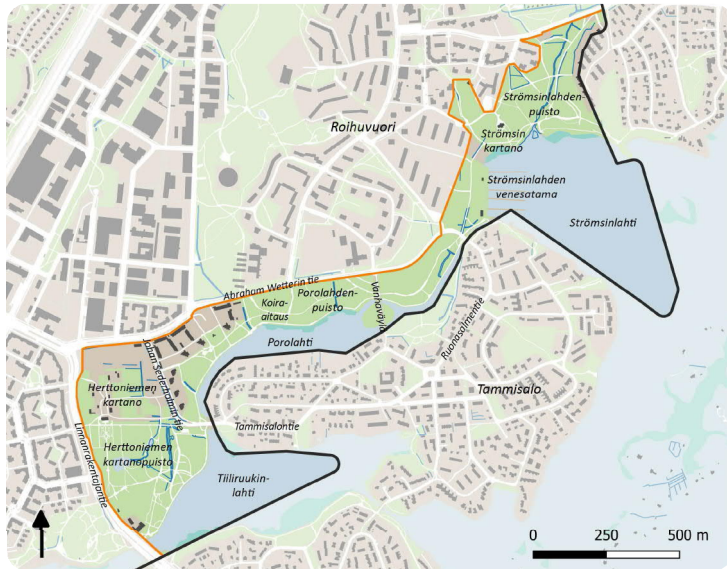 Strömsinlahden-
puisto
Roihuvuori
Strömsin
kartano
Strömsinlahden
venesatama
Strömsinlahti
Abraham Wetterin tie
Koira-
aitaus
Porolahden-
puisto
Vanhaväylä
Porolahti
Ruonasalmentie
Johan Sederholmin tie
Herttoniemen
kartano
Tammisalo
Linnanrakentajantie
Tammisalontie
Herttoniemen
kartanopuisto
Tiiliruukin-
lahti
0 250 500 m